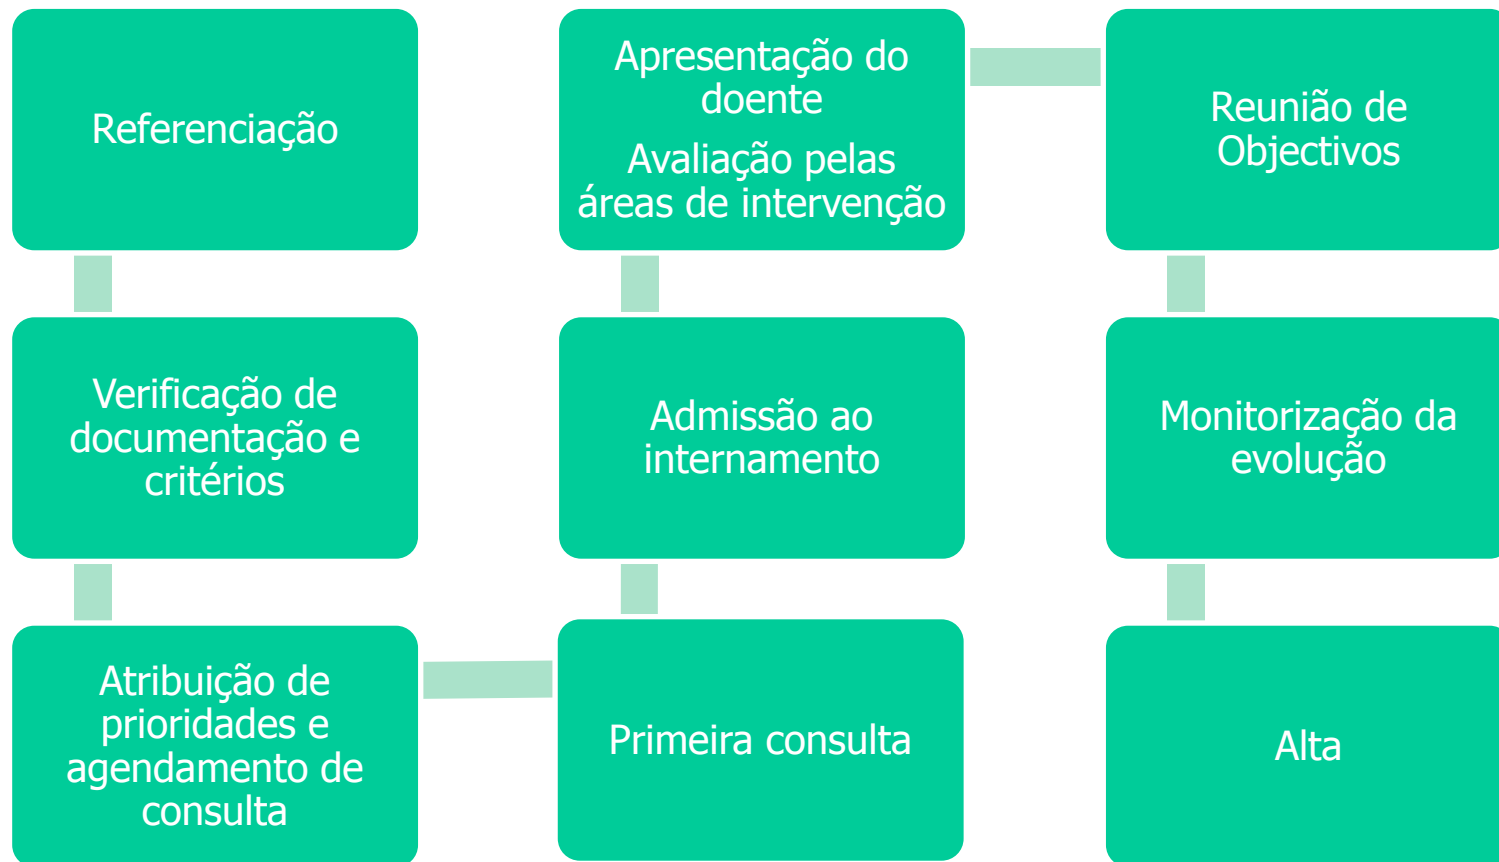 Referenciação
Verificação de
documentação e
critérios
Atribuição de
prioridades e
agendamento de
consulta
Primeira consulta
Admissão ao
internamento
Apresentação do
doente
Avaliação pelas
áreas de intervenção
Reunião de
Objectivos
Monitorização da
evolução
Alta